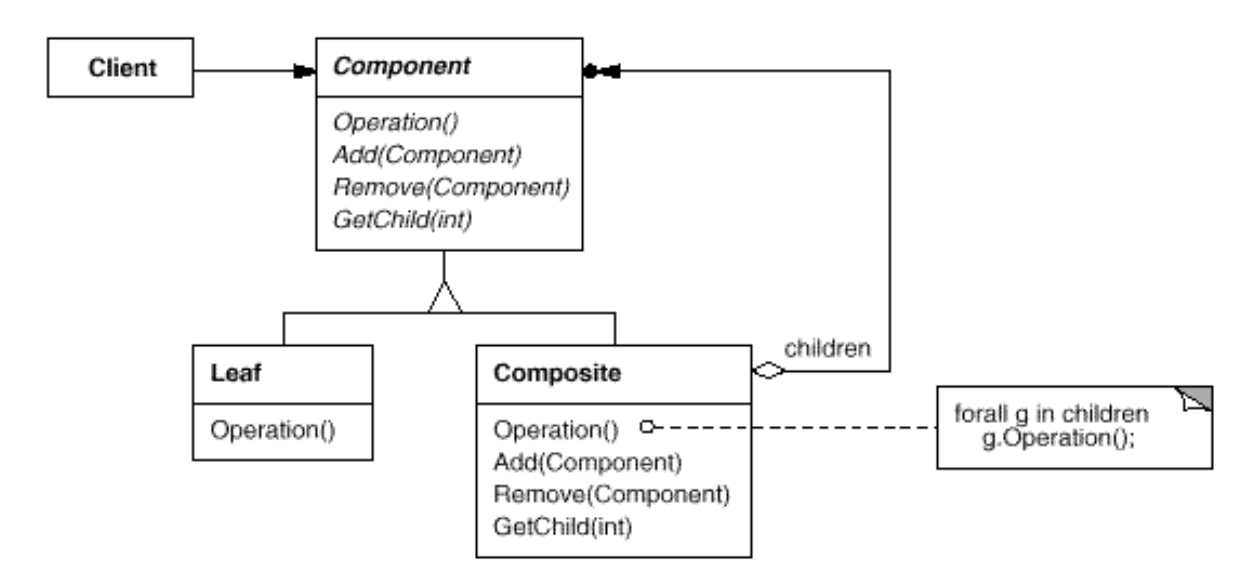 Client
Component
Operation()
Add(Component)
Remove(Component)
GetChild(int)
Leaf
Operation()
Composite
Operation()
Add(Component)
Remove(Component)
GetChild(int)
children
forall g in children
g.Operation();